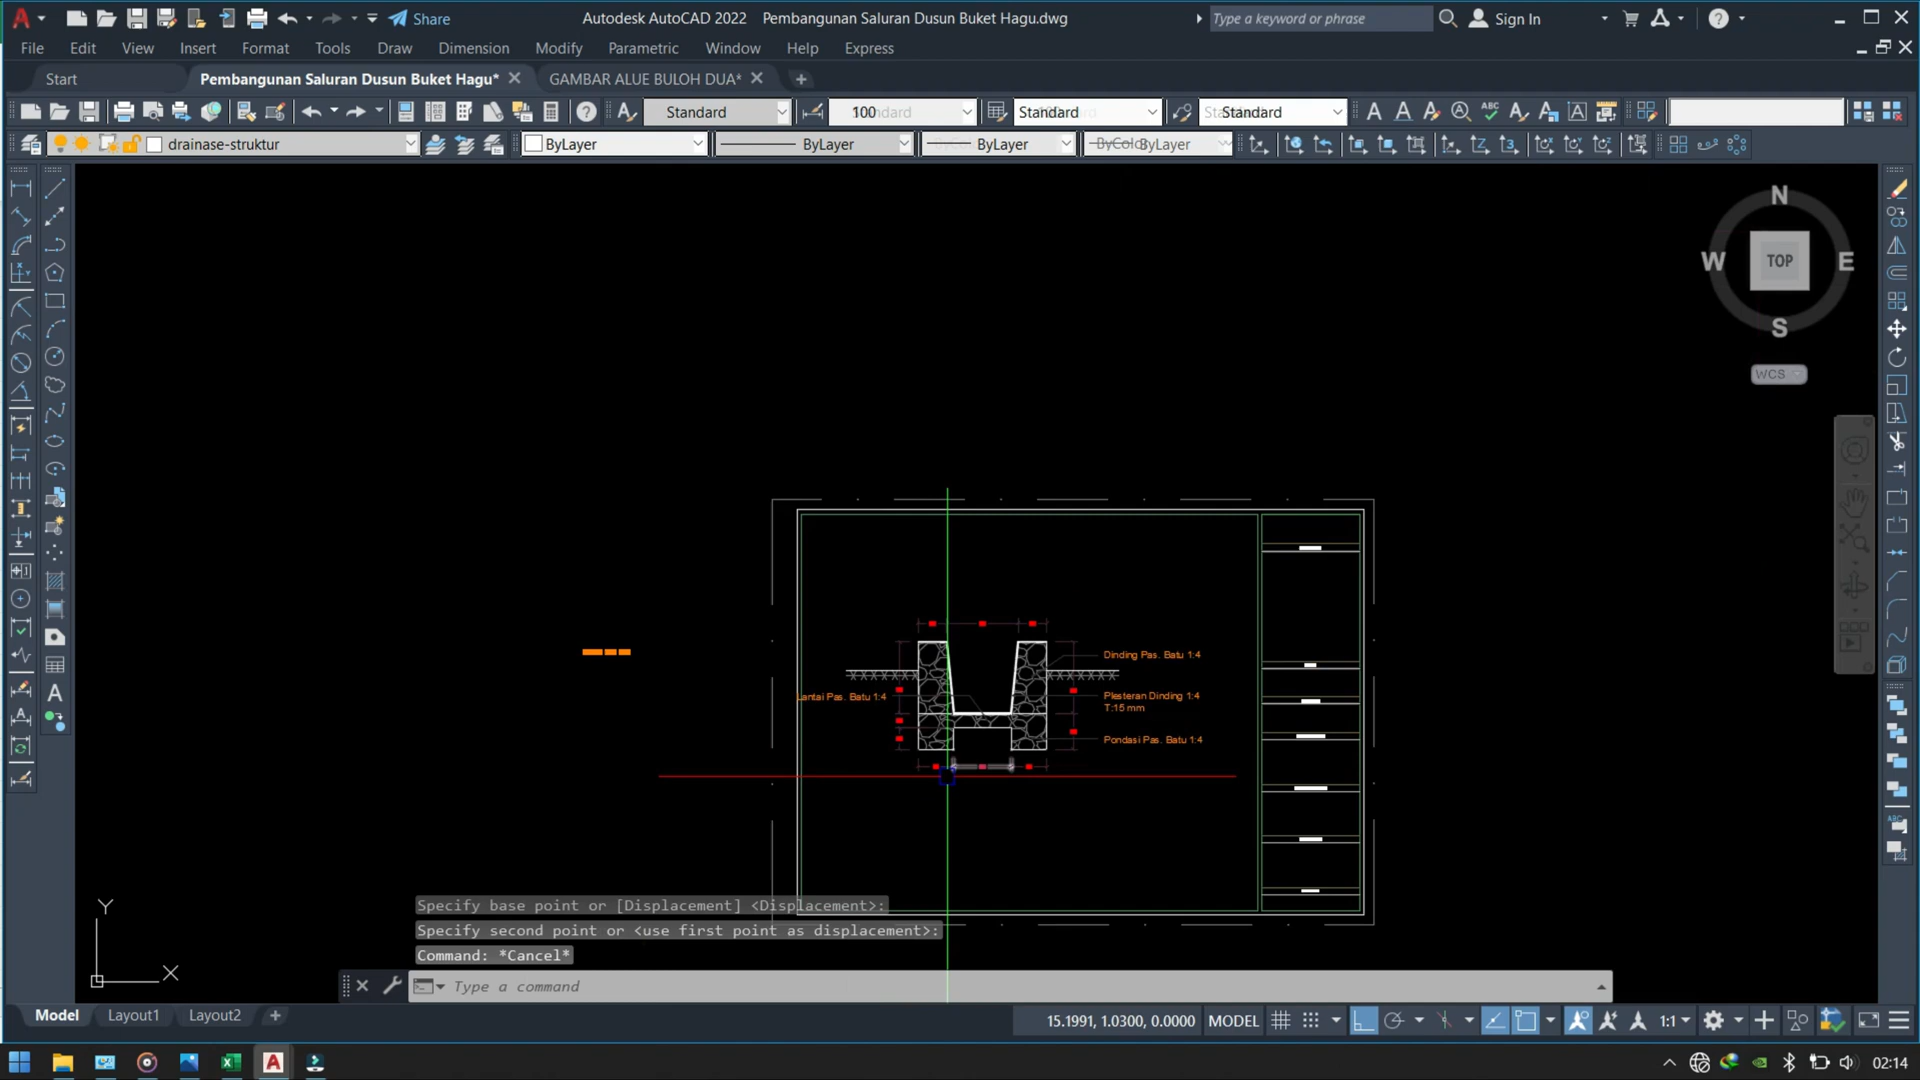 Share
Autodesk AutoCAD 2022 Pembangunan Saluran Dusun Buket Hagu.dwg
Type a keyword or phrase
Sign In
File Edit View Insert Format Tools Draw Dimension Modify Parametric Window Help Express
Start
Pembangunan Saluran Dusun Buket Hagu*
GAMBAR ALUE BULOH DUA*
Standard
100
Standard
Standard
drainase-struktur
ByLayer
ByLayer
ByLayer
ByLayer
N
W TOP E
S
WCS
Dinding Pas. Batu 1:4
Lantai Pas. Batu 1:4
Plesteran Dinding 1:4
T:15 mm
Pondasi Pas. Batu 1:4
Y
X
Specify base point or [Displacement] <Displacement>:
Specify second point or <use first point as displacement>:
Command: *Cancel*
Type a command
Model Layout1 Layout2
15.1991, 1.0300, 0.0000 MODEL
1:1
02:14